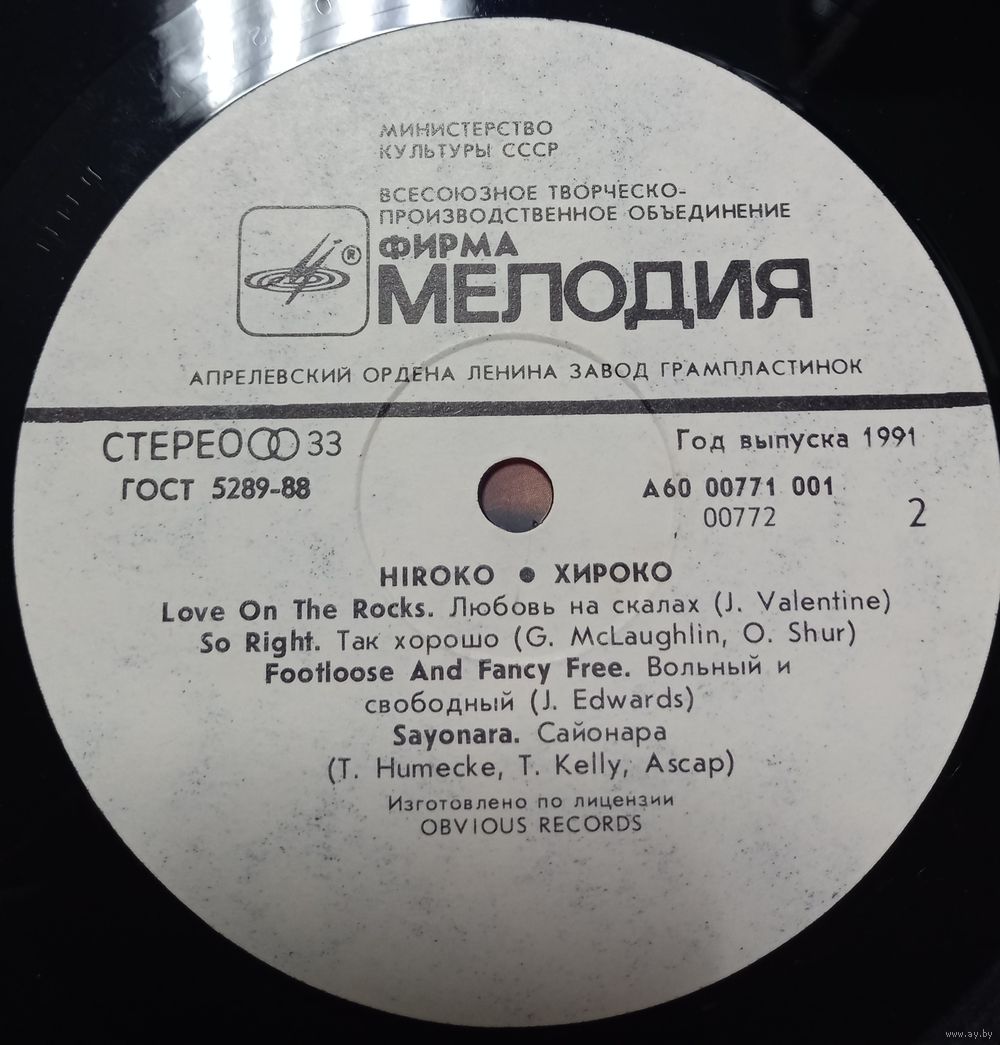 МИНИСТЕРСТВО
КУЛЬТУРЫ СССР
ВСЕСОЮЗНОЕ ТВОРЧЕСКО-
ПРОИЗВОДСТВЕННОЕ ОБЪЕДИНЕНИЕ
®
ФИРМА
МЕЛОДИЯ
АПРЕЛЕВСКИЙ ОРДЕНА ЛЕНИНА ЗАВОД ГРАМПЛАСТИНОК
СТЕРЕО 33
Год выпуска 1991
ГОСТ 5289-88
А60 00771 001
00772
2
HIROKO ● ХИРОКО
Love On The Rocks. Любовь на скалах (J. Valentine)
So Right. Так хорошо (G. McLaughlin, O. Shur)
Footloose And Fancy Free. Вольный и
свободный (J. Edwards)
Sayonara. Сайонара
(T. Humecke, T. Kelly, Ascap)
Изготовлено по лицензии
OBVIOUS RECORDS
www.ay.by